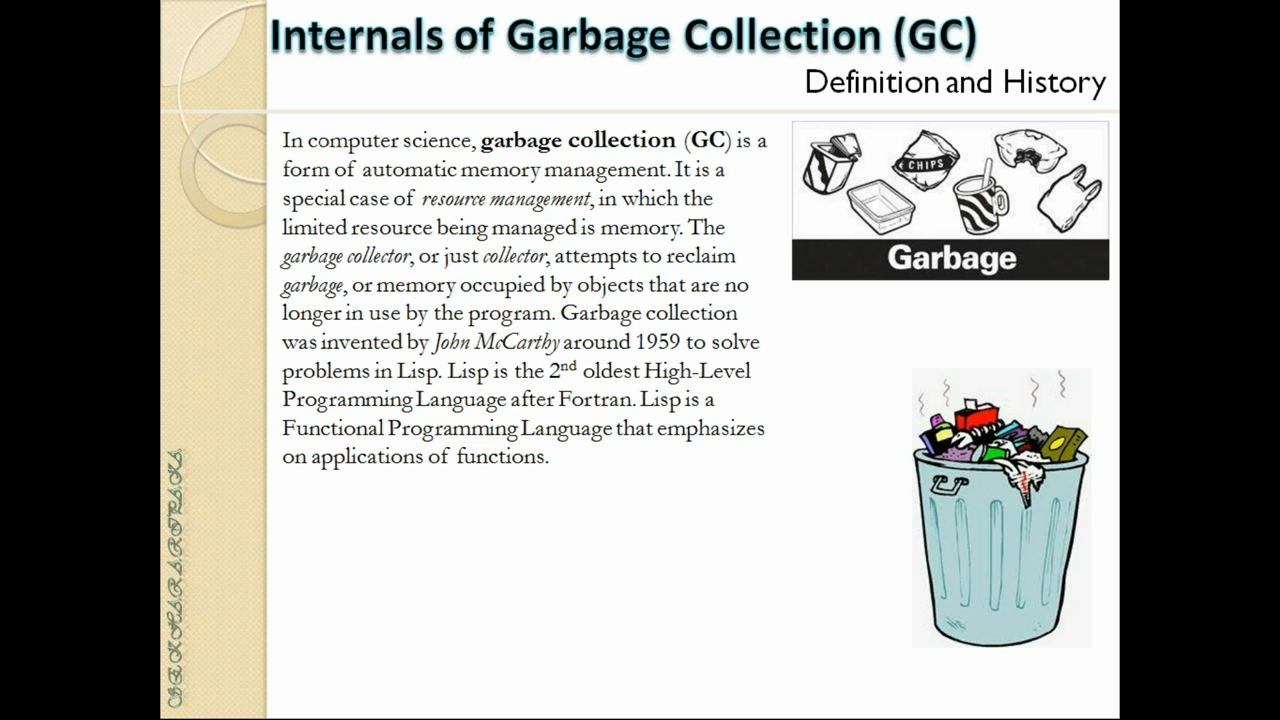 Internals of Garbage Collection (GC)
Definition and History
In computer science, garbage collection (GC) is a
form of automatic memory management. It is a
special case of resource management, in which the
limited resource being managed is memory. The
garbage collector, or just collector, attempts to reclaim
garbage, or memory occupied by objects that are no
longer in use by the program. Garbage collection
was invented by John McCarthy around 1959 to solve
problems in Lisp. Lisp is the 2nd oldest High-Level
Programming Language after Fortran. Lisp is a
Functional Programming Language that emphasizes
on applications of functions.
CHIPS
Garbage